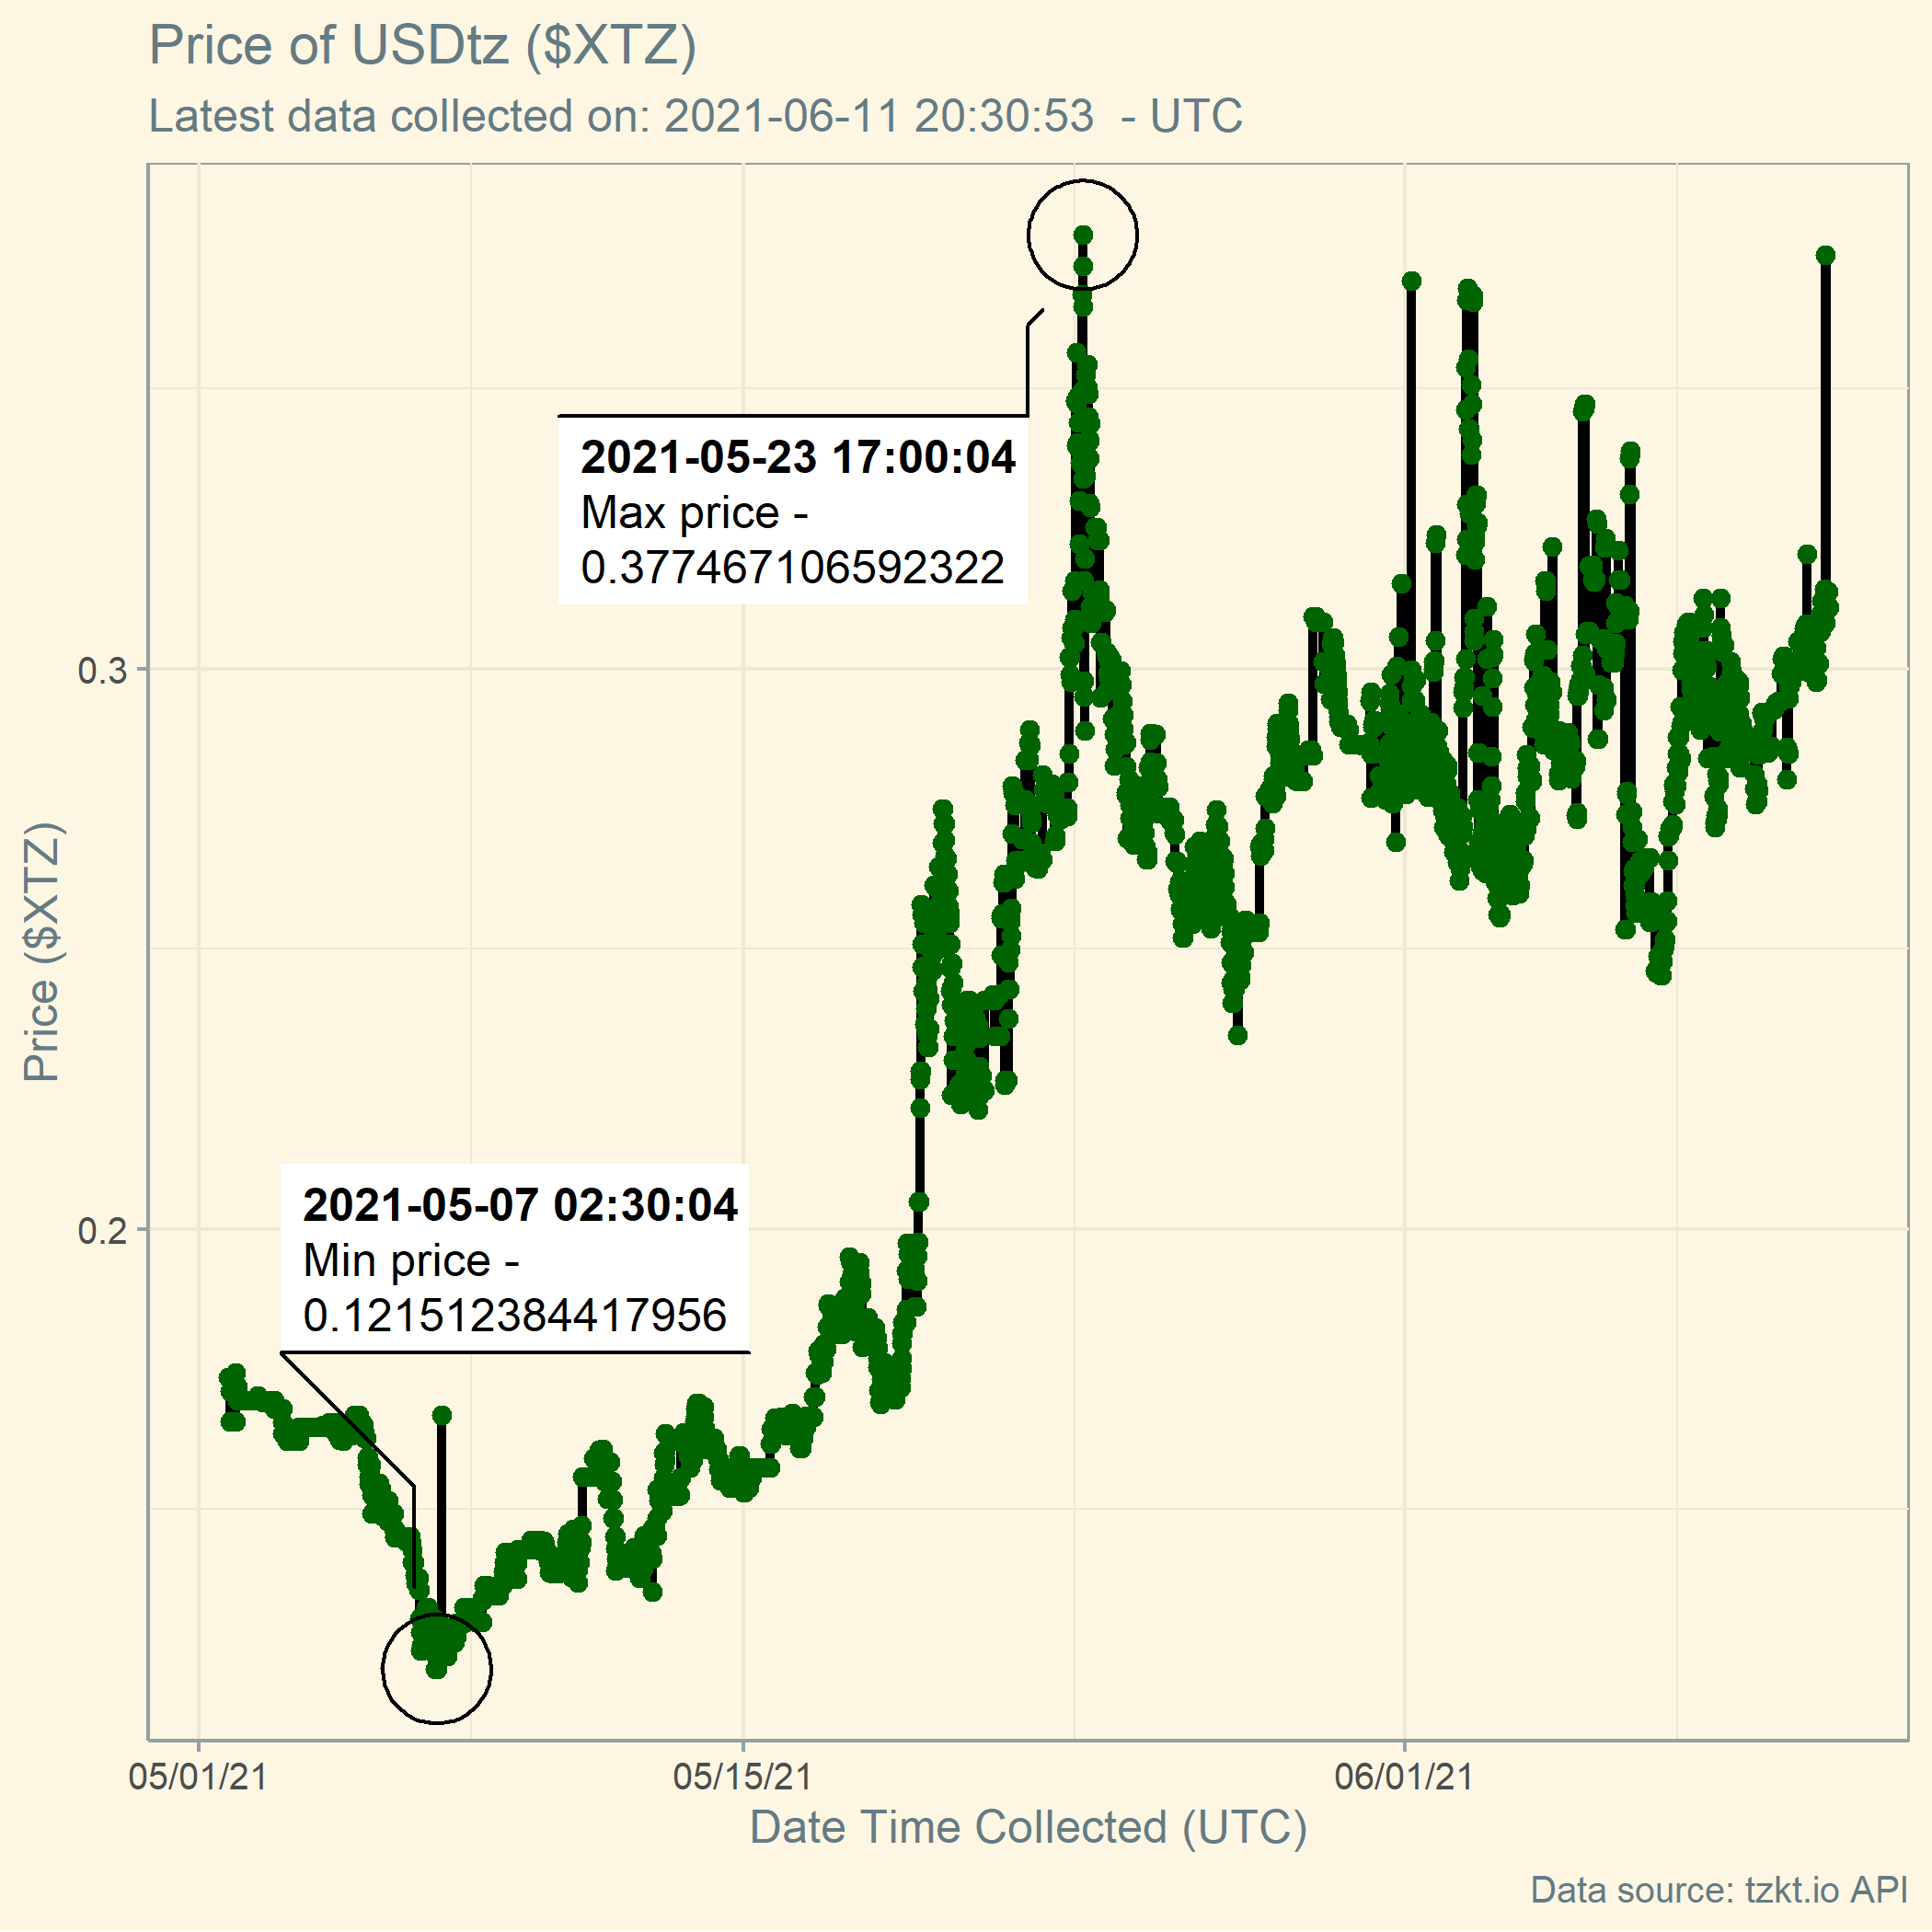 Price of USDtz ($XTZ)
Latest data collected on: 2021-06-11 20:30:53  - UTC
2021-05-23 17:00:04
Max price -
0.377467106592322
0.3
Price ($XTZ)
0.2
2021-05-07 02:30:04
Min price -
0.121512384417956
05/01/21
05/15/21
06/01/21
Date Time Collected (UTC)
Data source: tzkt.io API